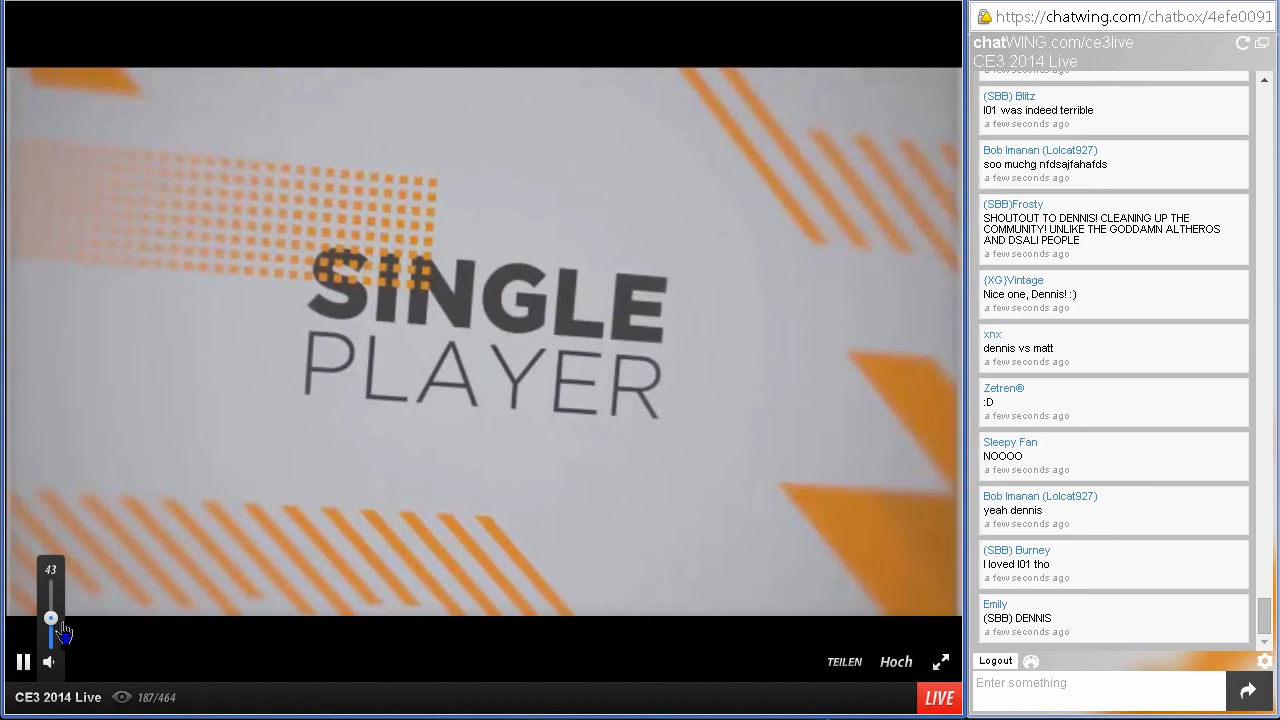 SINGLE
PLAYER
43
TEILEN
Hoch
CE3 2014 Live
187/464
LIVE
https://chatwing.com/chatbox/4efe0091
chatWING.com/ce3live
CE3 2014 Live
a few seconds ago
(SBB) Blitz
I01 was indeed terrible
a few seconds ago
Bob Imanan (Lolcat927)
soo muchg nfdsajfahafds
a few seconds ago
(SBB)Frosty
SHOUTOUT TO DENNIS! CLEANING UP THE
COMMUNITY! UNLIKE THE GODDAMN ALTHEROS
AND DSALI PEOPLE
a few seconds ago
{XG}Vintage
Nice one, Dennis! :)
a few seconds ago
xnx
dennis vs matt
a few seconds ago
Zetren®
:D
a few seconds ago
Sleepy Fan
NOOOO
a few seconds ago
Bob Imanan (Lolcat927)
yeah dennis
a few seconds ago
(SBB) Burney
I loved I01 tho
a few seconds ago
Emily
(SBB) DENNIS
a few seconds ago
Logout
Enter something